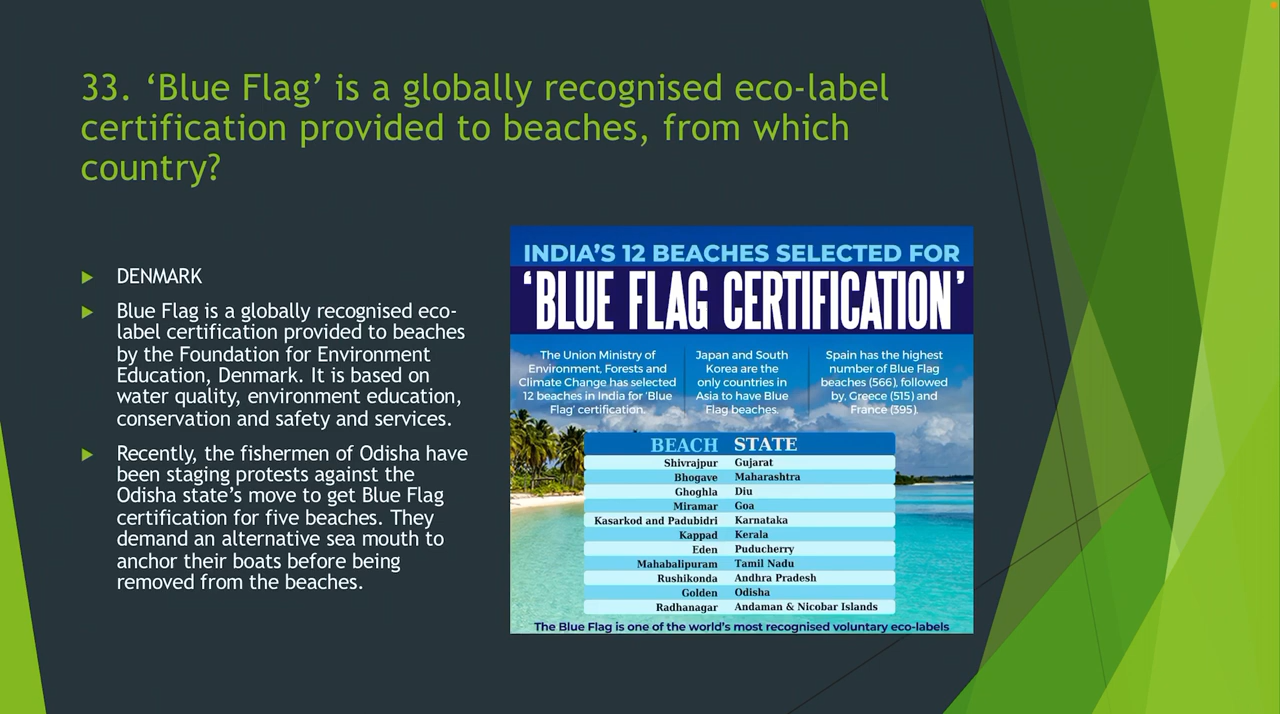 33. ‘Blue Flag’ is a globally recognised eco-label
certification provided to beaches, from which
country?
DENMARK
Blue Flag is a globally recognised eco-
label certification provided to beaches
by the Foundation for Environment
Education, Denmark. It is based on
water quality, environment education,
conservation and safety and services.
Recently, the fishermen of Odisha have
been staging protests against the
Odisha state’s move to get Blue Flag
certification for five beaches. They
demand an alternative sea mouth to
anchor their boats before being
removed from the beaches.
INDIA’S 12 BEACHES SELECTED FOR
‘BLUE FLAG CERTIFICATION’
The Union Ministry of
Environment, Forests and
Climate Change has selected
12 beaches in India for ‘Blue
Flag’ certification.
Japan and South
Korea are the
only countries in
Asia to have Blue
Flag beaches.
Spain has the highest
number of Blue Flag
beaches (566), followed
by, Greece (515) and
France (395).
BEACH STATE
Shivrajpur Gujarat
Bhogave Maharashtra
Ghoghla Diu
Miramar Goa
Kasarkod and Padubidri Karnataka
Kappad Kerala
Eden Puducherry
Mahabalipuram Tamil Nadu
Rushikonda Andhra Pradesh
Golden Odisha
Radhanagar Andaman & Nicobar Islands
The Blue Flag is one of the world’s most recognised voluntary eco-labels